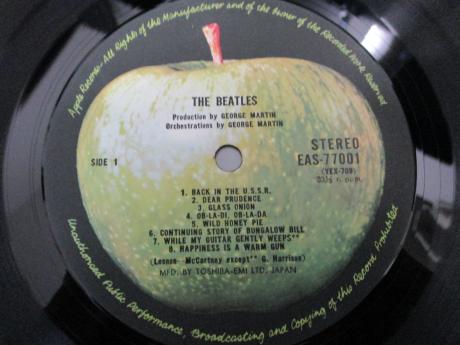 Apple Records · All Rights of the Manufacturer and of the Owner of the Recorded Work Reserved
THE BEATLES
Production by GEORGE MARTIN
Orchestrations by GEORGE MARTIN
SIDE 1
STEREO
EAS-77001
(YEX-709)
33⅓ r.p.m.
1. BACK IN THE U.S.S.R.
2. DEAR PRUDENCE
3. GLASS ONION
4. OB-LA-DI, OB-LA-DA
5. WILD HONEY PIE
6. CONTINUING STORY OF BUNGALOW BILL
7. WHILE MY GUITAR GENTLY WEEPS**
8. HAPPINESS IS A WARM GUN
(Lennon—McCartney except** G. Harrison)
MFD. BY TOSHIBA-EMI LTD. JAPAN
Unauthorised Public Performance, Broadcasting and Copying of this Record Prohibited